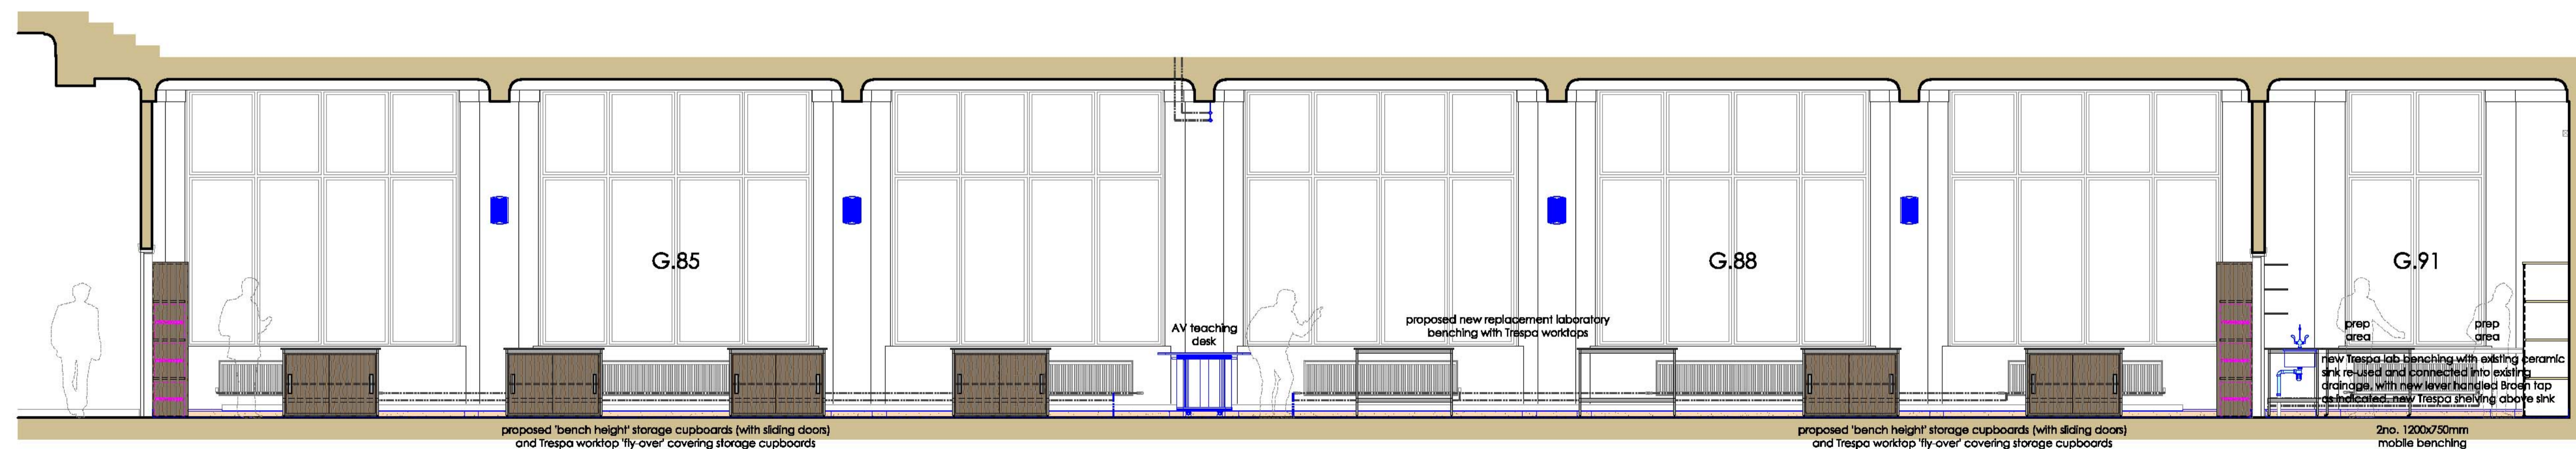 G.85
G.88
G.91
AV teaching
desk
proposed new replacement laboratory
benching with Trespa worktops
prep
area
prep
area
new Trespa lab benching with existing ceramic
sink re-used and connected into existing
drainage, with new lever handled Broen tap
as indicated, new Trespa shelving above sink
proposed 'bench height' storage cupboards (with sliding doors)
and Trespa worktop 'fly-over' covering storage cupboards
proposed 'bench height' storage cupboards (with sliding doors)
and Trespa worktop 'fly-over' covering storage cupboards
2no. 1200x750mm
mobile benching